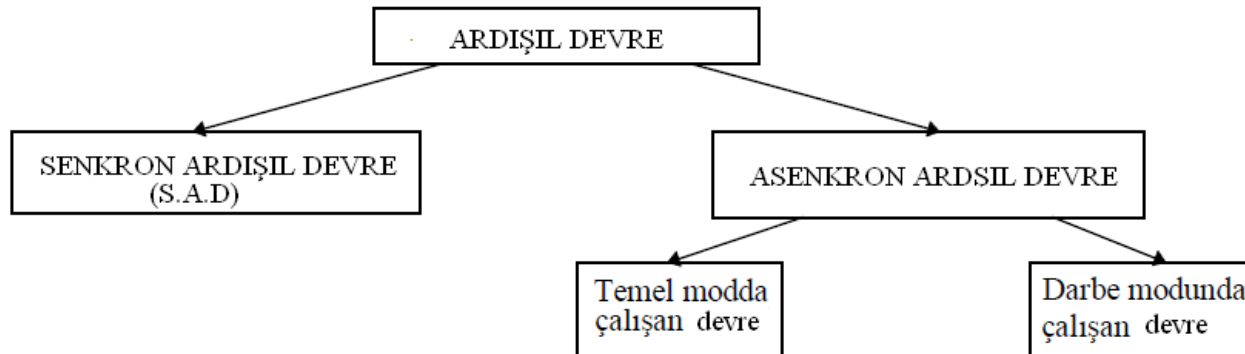 ARDIŞIL DEVRE
SENKRON ARDIŞIL DEVRE
(S.A.D)
ASENKRON ARDSIL DEVRE
Temel modda
çalışan devre
Darbe modunda
çalışan devre